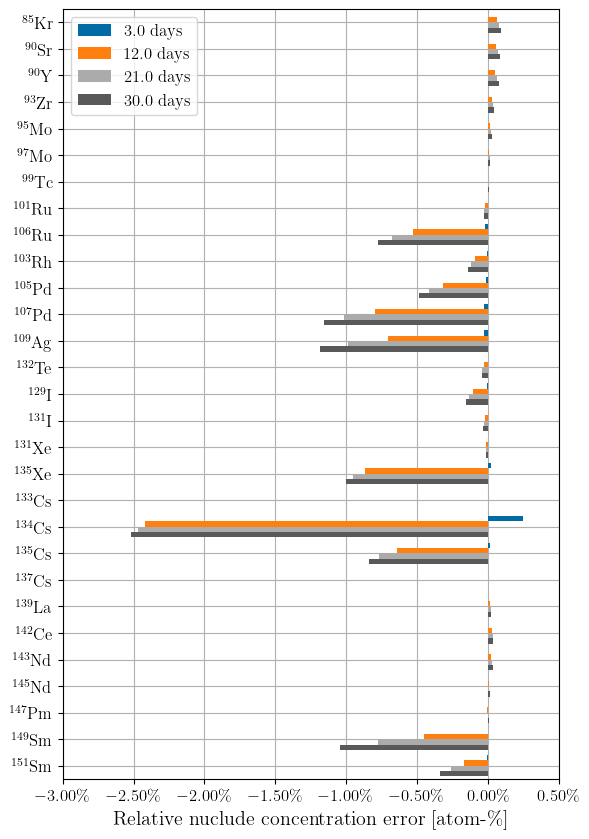 3.0 days
12.0 days
21.0 days
30.0 days
⁸⁵Kr
⁹⁰Sr
⁹⁰Y
⁹³Zr
⁹⁵Mo
⁹⁷Mo
⁹⁹Tc
¹⁰¹Ru
¹⁰⁶Ru
¹⁰³Rh
¹⁰⁵Pd
¹⁰⁷Pd
¹⁰⁹Ag
¹³²Te
¹²⁹I
¹³¹I
¹³¹Xe
¹³⁵Xe
¹³³Cs
¹³⁴Cs
¹³⁵Cs
¹³⁷Cs
¹³⁹La
¹⁴²Ce
¹⁴³Nd
¹⁴⁵Nd
¹⁴⁷Pm
¹⁴⁹Sm
¹⁵¹Sm
−3.00% −2.50% −2.00% −1.50% −1.00% −0.50% 0.00% 0.50%
Relative nuclude concentration error [atom-%]